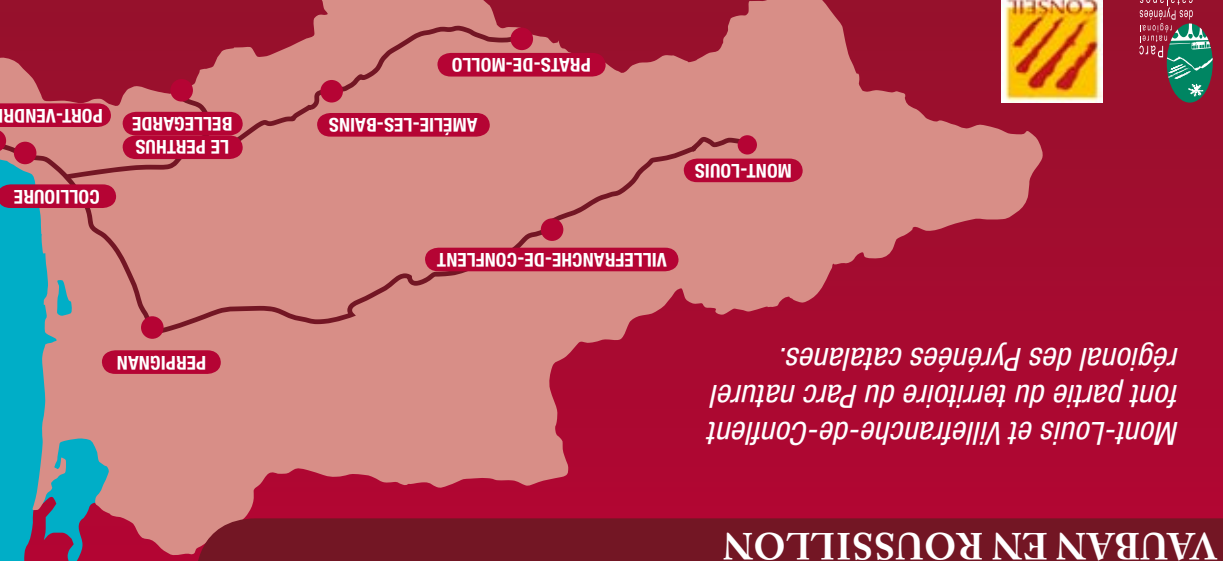 VAUBAN EN ROUSSILLON
Mont-Louis et Villefranche-de-Conflent
font partie du territoire du Parc naturel
régional des Pyrénées catalanes.
PERPIGNAN
VILLEFRANCHE-DE-CONFLENT
COLLIOURE
MONT-LOUIS
LE PERTHUS
BELLEGARDE
AMÉLIE-LES-BAINS
PORT-VENDR
PRATS-DE-MOLLO
Parc
naturel
régional
des Pyrénées
catalanes
CONSEIL